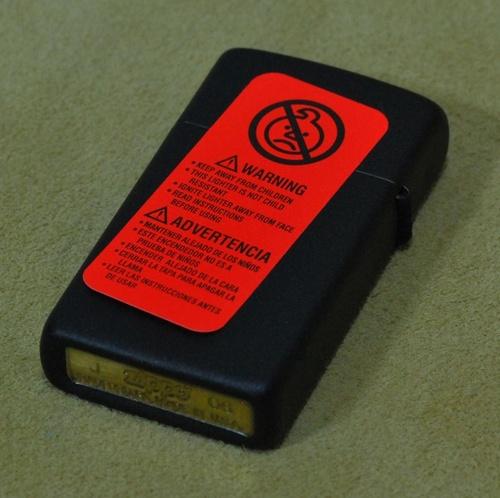 WARNING
• KEEP AWAY FROM CHILDREN
• THIS LIGHTER IS NOT CHILD
RESISTANT
• IGNITE LIGHTER AWAY FROM FACE
• READ INSTRUCTIONS
BEFORE USING
ADVERTENCIA
• MANTENER ALEJADO DE LOS NIÑOS
• ESTE ENCENDEDOR NO ES A
PRUEBA DE NIÑOS
• ENCENDER ALEJADO DE LA CARA
• CERRAR LA TAPA PARA APAGAR LA
LLAMA
• LEER LAS INSTRUCCIONES ANTES
DE USAR
J 08